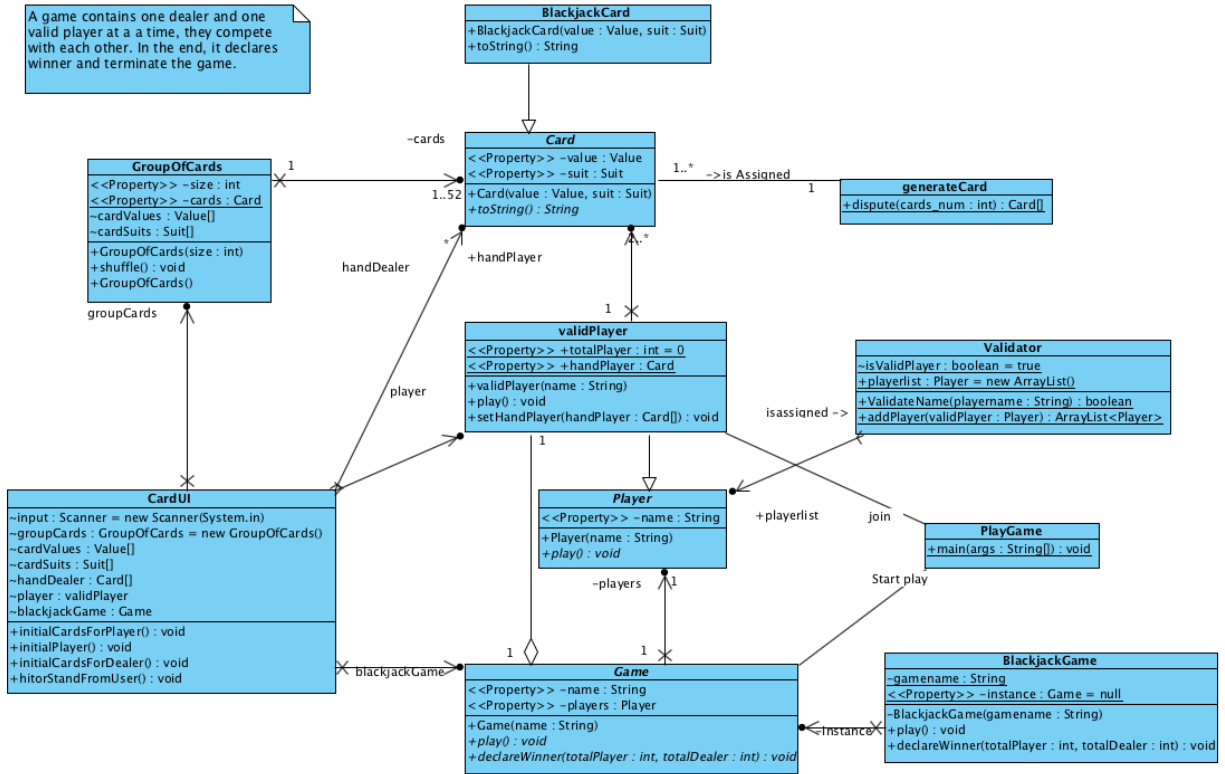 A game contains one dealer and one
valid player at a a time, they compete
with each other. In the end, it declares
winner and terminate the game.
BlackjackCard
+BlackjackCard(value : Value, suit : Suit)
+toString() : String
-cards
Card
<<Property>> -value : Value
<<Property>> -suit : Suit
+Card(value : Value, suit : Suit)
+toString() : String
1..*
->is Assigned
1
generateCard
+dispute(cards_num : int) : Card[]
GroupOfCards
<<Property>> -size : int
<<Property>> -cards : Card
~cardValues : Value[]
~cardSuits : Suit[]
+GroupOfCards(size : int)
+shuffle() : void
+GroupOfCards()
1
1..52
*
handDealer
+handPlayer
..*
1
groupCards
validPlayer
<<Property>> +totalPlayer : int = 0
<<Property>> +handPlayer : Card
+validPlayer(name : String)
+play() : void
+setHandPlayer(handPlayer : Card[]) : void
Validator
~isValidPlayer : boolean = true
+playerlist : Player = new ArrayList()
+ValidateName(playername : String) : boolean
+addPlayer(validPlayer : Player) : ArrayList<Player>
player
isassigned ->
1
CardUI
~input : Scanner = new Scanner(System.in)
~groupCards : GroupOfCards = new GroupOfCards()
~cardValues : Value[]
~cardSuits : Suit[]
~handDealer : Card[]
~player : validPlayer
~blackjackGame : Game
+initialCardsForPlayer() : void
+initialPlayer() : void
+initialCardsForDealer() : void
+hitorStandFromUser() : void
Player
<<Property>> -name : String
+Player(name : String)
+play() : void
+playerlist
join
PlayGame
+main(args : String[]) : void
-players
1
Start play
1
1
blackjackGame
Game
<<Property>> -name : String
<<Property>> -players : Player
+Game(name : String)
+play() : void
+declareWinner(totalPlayer : int, totalDealer : int) : void
-instance
BlackjackGame
-gamename : String
<<Property>> -instance : Game = null
-BlackjackGame(gamename : String)
+play() : void
+declareWinner(totalPlayer : int, totalDealer : int) : void